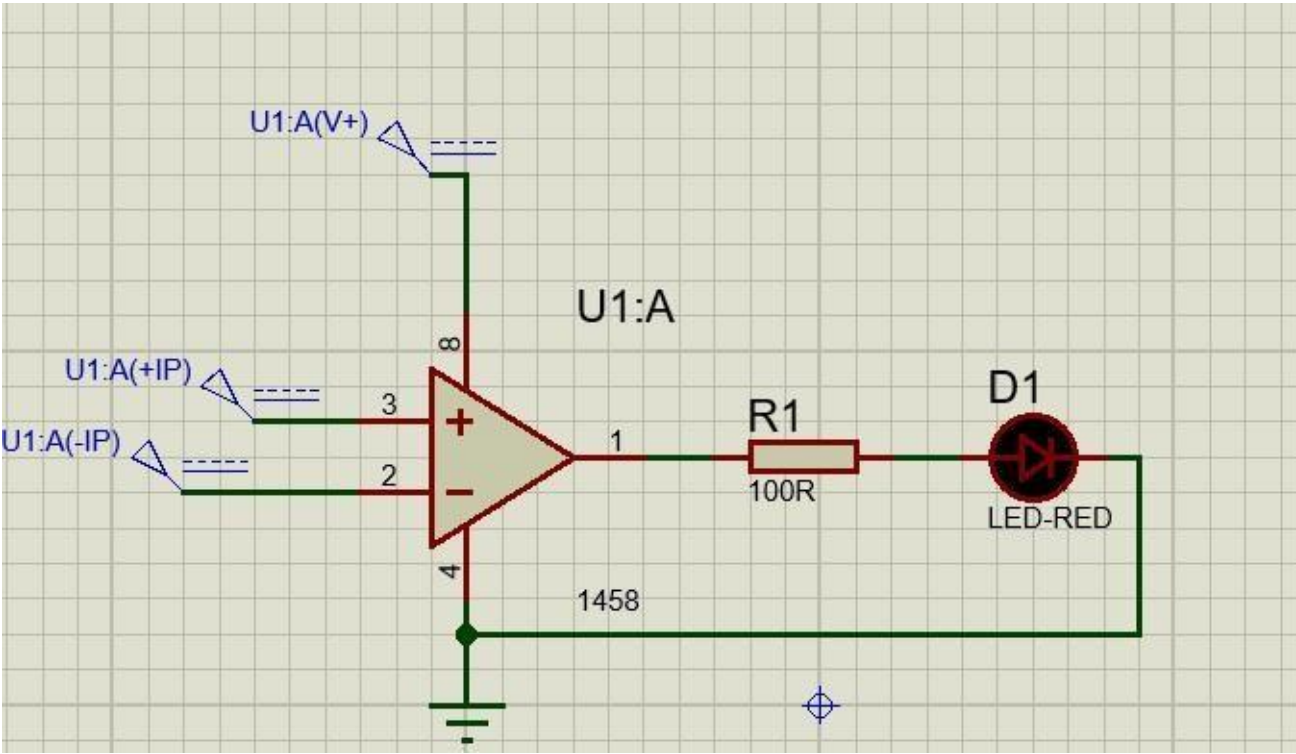 U1:A(V+)
U1:A
8
U1:A(+IP)
3
U1:A(-IP)
2
+
−
1
R1
100R
D1
LED-RED
4
1458